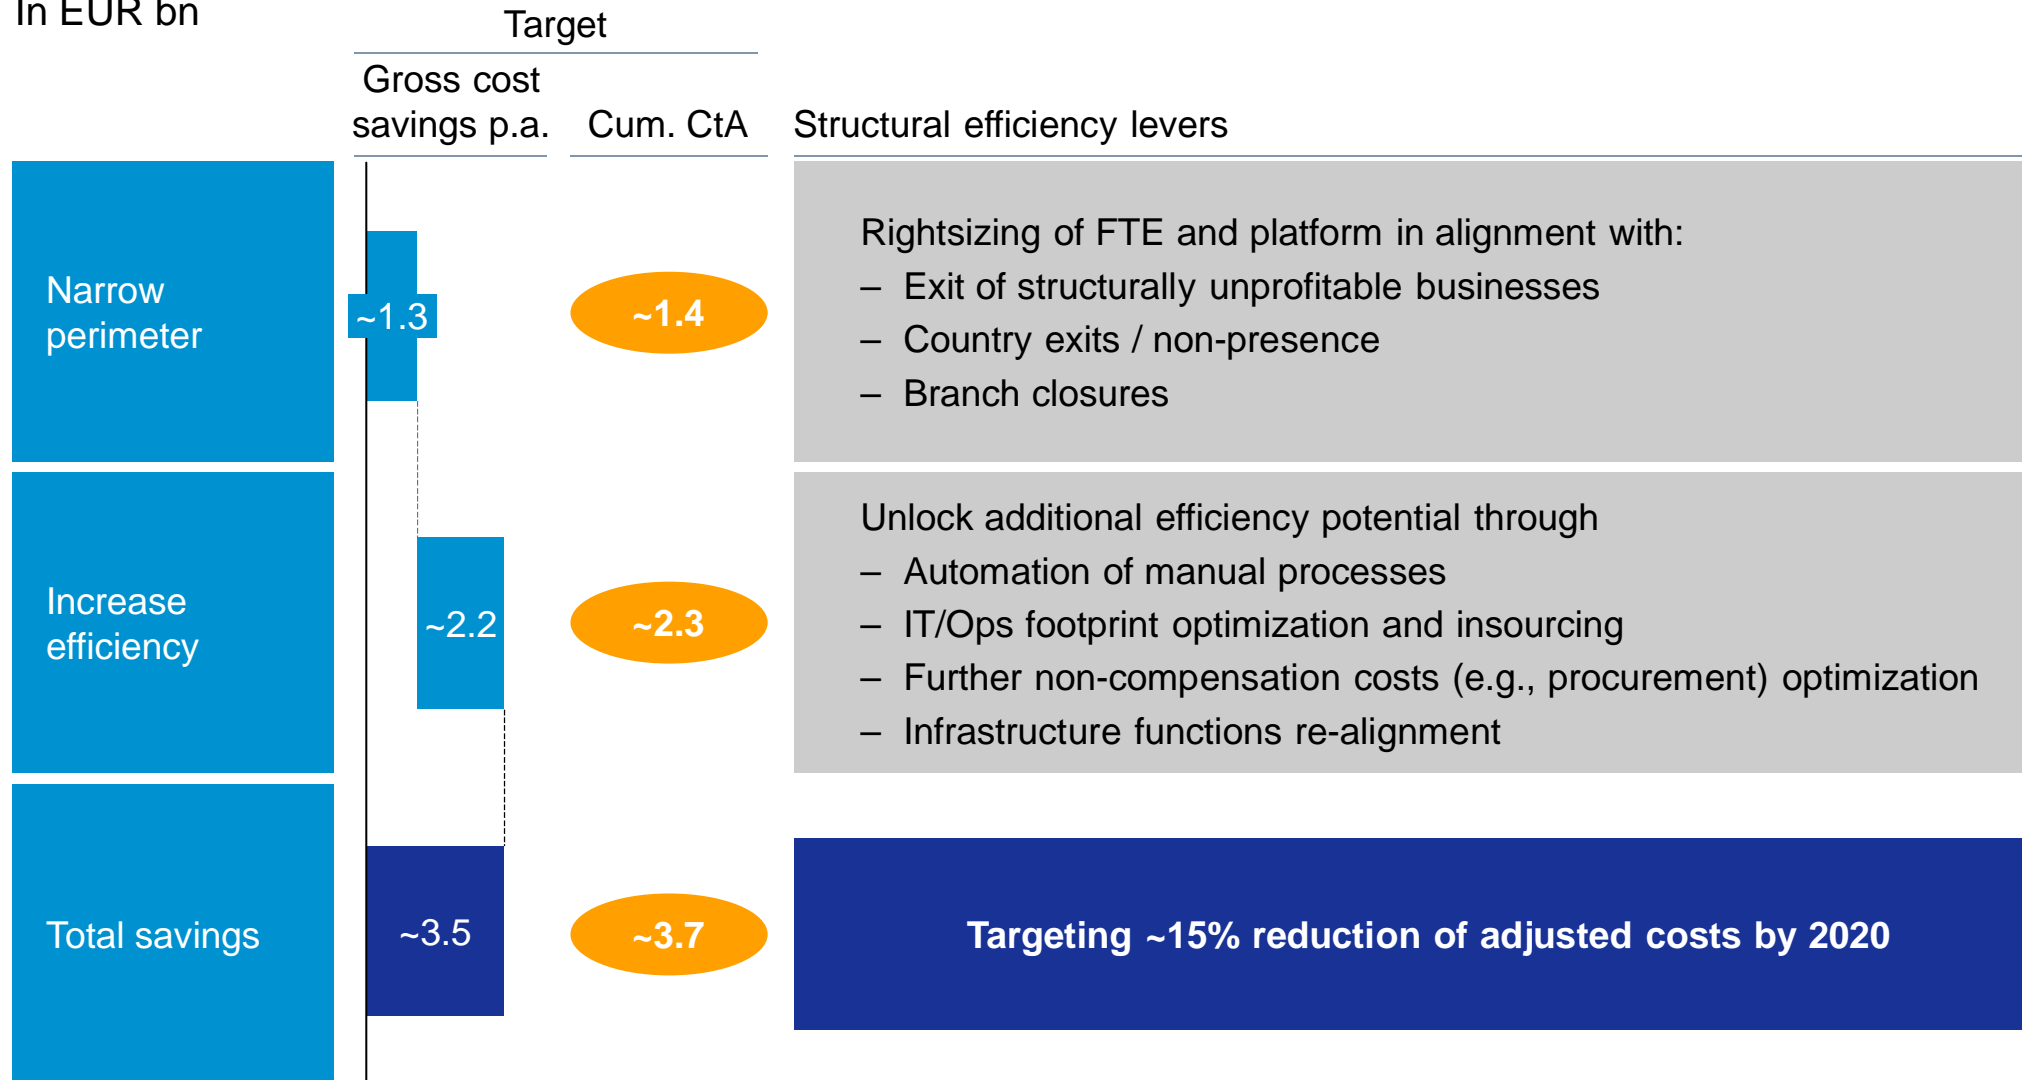 In EUR bn
Target
Gross cost
savings p.a.
Cum. CtA
Structural efficiency levers
Narrow
perimeter
~1.3
~1.4
Rightsizing of FTE and platform in alignment with:
– Exit of structurally unprofitable businesses
– Country exits / non-presence
– Branch closures
Increase
efficiency
~2.2
~2.3
Unlock additional efficiency potential through
– Automation of manual processes
– IT/Ops footprint optimization and insourcing
– Further non-compensation costs (e.g., procurement) optimization
– Infrastructure functions re-alignment
Total savings
~3.5
~3.7
Targeting ~15% reduction of adjusted costs by 2020